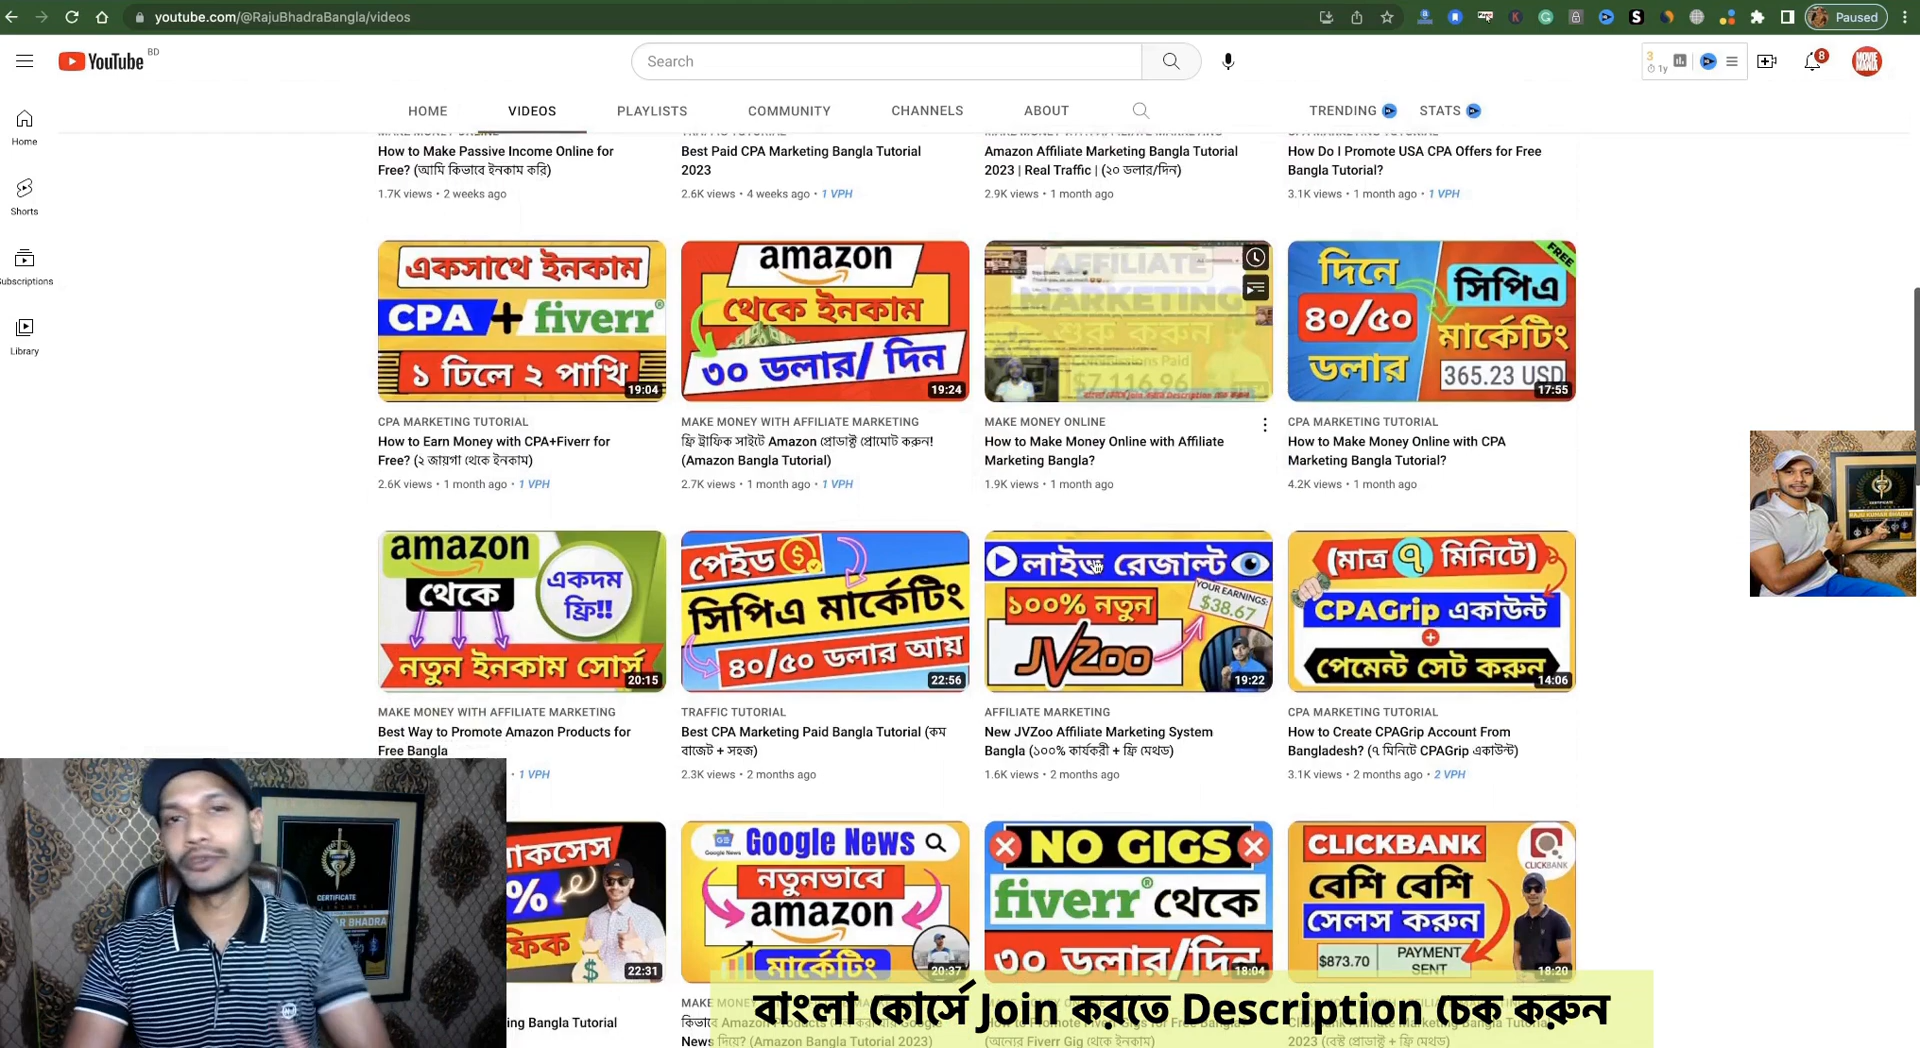 youtube.com/@RajuBhadraBangla/videos
Paused
YouTube BD
Search
3
1y
8
HOME
VIDEOS
PLAYLISTS
COMMUNITY
CHANNELS
ABOUT
TRENDING
STATS
Home
Shorts
Subscriptions
Library
How to Make Passive Income Online for
Free? (আমি কিভাবে ইনকাম করি)
1.7K views • 2 weeks ago
Best Paid CPA Marketing Bangla Tutorial
2023
2.6K views • 4 weeks ago • 1 VPH
Amazon Affiliate Marketing Bangla Tutorial
2023 | Real Traffic | (২০ ডলার/দিন)
2.9K views • 1 month ago
How Do I Promote USA CPA Offers for Free
Bangla Tutorial?
3.1K views • 1 month ago • 1 VPH
একসাথে ইনকাম
CPA + fiverr
১ ঢিলে ২ পাখি
19:04
amazon
থেকে ইনকাম
৩০ ডলার/ দিন
19:24
AFFILIATE
MARKETING
শুরু করুন
$7,116.96
FREE
দিনে
৪০/৫০
ডলার
সিপিএ
মার্কেটিং
365.23 USD
17:55
CPA MARKETING TUTORIAL
How to Earn Money with CPA+Fiverr for
Free? (২ জায়গা থেকে ইনকাম)
2.6K views • 1 month ago • 1 VPH
MAKE MONEY WITH AFFILIATE MARKETING
ফ্রি ট্রাফিক সাইটে Amazon প্রোডাক্ট প্রোমোট করুন!
(Amazon Bangla Tutorial)
2.7K views • 1 month ago • 1 VPH
MAKE MONEY ONLINE
How to Make Money Online with Affiliate
Marketing Bangla?
1.9K views • 1 month ago
CPA MARKETING TUTORIAL
How to Make Money Online with CPA
Marketing Bangla Tutorial?
4.2K views • 1 month ago
amazon
থেকে
একদম
ফ্রি!!
নতুন ইনকাম সোর্স
20:15
পেইড
সিপিএ মার্কেটিং
৪০/৫০ ডলার আয়
22:56
লাইভ রেজাল্ট
১০০% নতুন
YOUR EARNINGS:
$38.67
JVZoo
19:22
(মাত্র ৭ মিনিটে)
CPAGrip একাউন্ট
+
পেমেন্ট সেট করুন
14:06
MAKE MONEY WITH AFFILIATE MARKETING
Best Way to Promote Amazon Products for
Free Bangla
• 1 VPH
TRAFFIC TUTORIAL
Best CPA Marketing Paid Bangla Tutorial (কম
বাজেট + সহজ)
2.3K views • 2 months ago
AFFILIATE MARKETING
New JVZoo Affiliate Marketing System
Bangla (১০০% কার্যকরী + ফ্রি মেথড)
1.6K views • 2 months ago
CPA MARKETING TUTORIAL
How to Create CPAGrip Account From
Bangladesh? (৭ মিনিটে CPAGrip একাউন্ট)
3.1K views • 2 months ago • 2 VPH
CERTIFICATE
%
22:31
Google News
নতুনভাবে
amazon
মার্কেটিং
20:37
NO GIGS
fiverr থেকে
৩০ ডলার/দিন
18:04
CLICKBANK
CLICKBANK
বেশি বেশি
সেলস করুন
$873.70
PAYMENT
SENT
18:20
ing Bangla Tutorial
বাংলা কোর্সে Join করতে Description চেক করুন